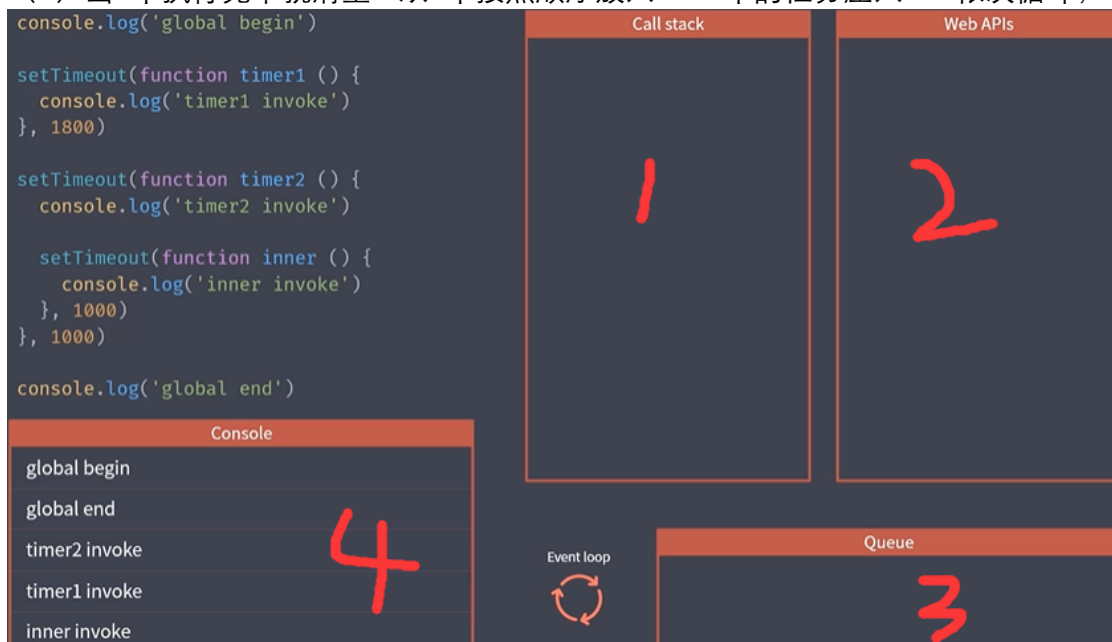 console.log('global begin')
setTimeout(function timer1 () {
console.log('timer1 invoke')
}, 1800)
setTimeout(function timer2 () {
console.log('timer2 invoke')
setTimeout(function inner () {
console.log('inner invoke')
}, 1000)
}, 1000)
console.log('global end')
Call stack
1
Web APIs
2
Console
global begin
global end
timer2 invoke
timer1 invoke
inner invoke
4
Event loop
Queue
3